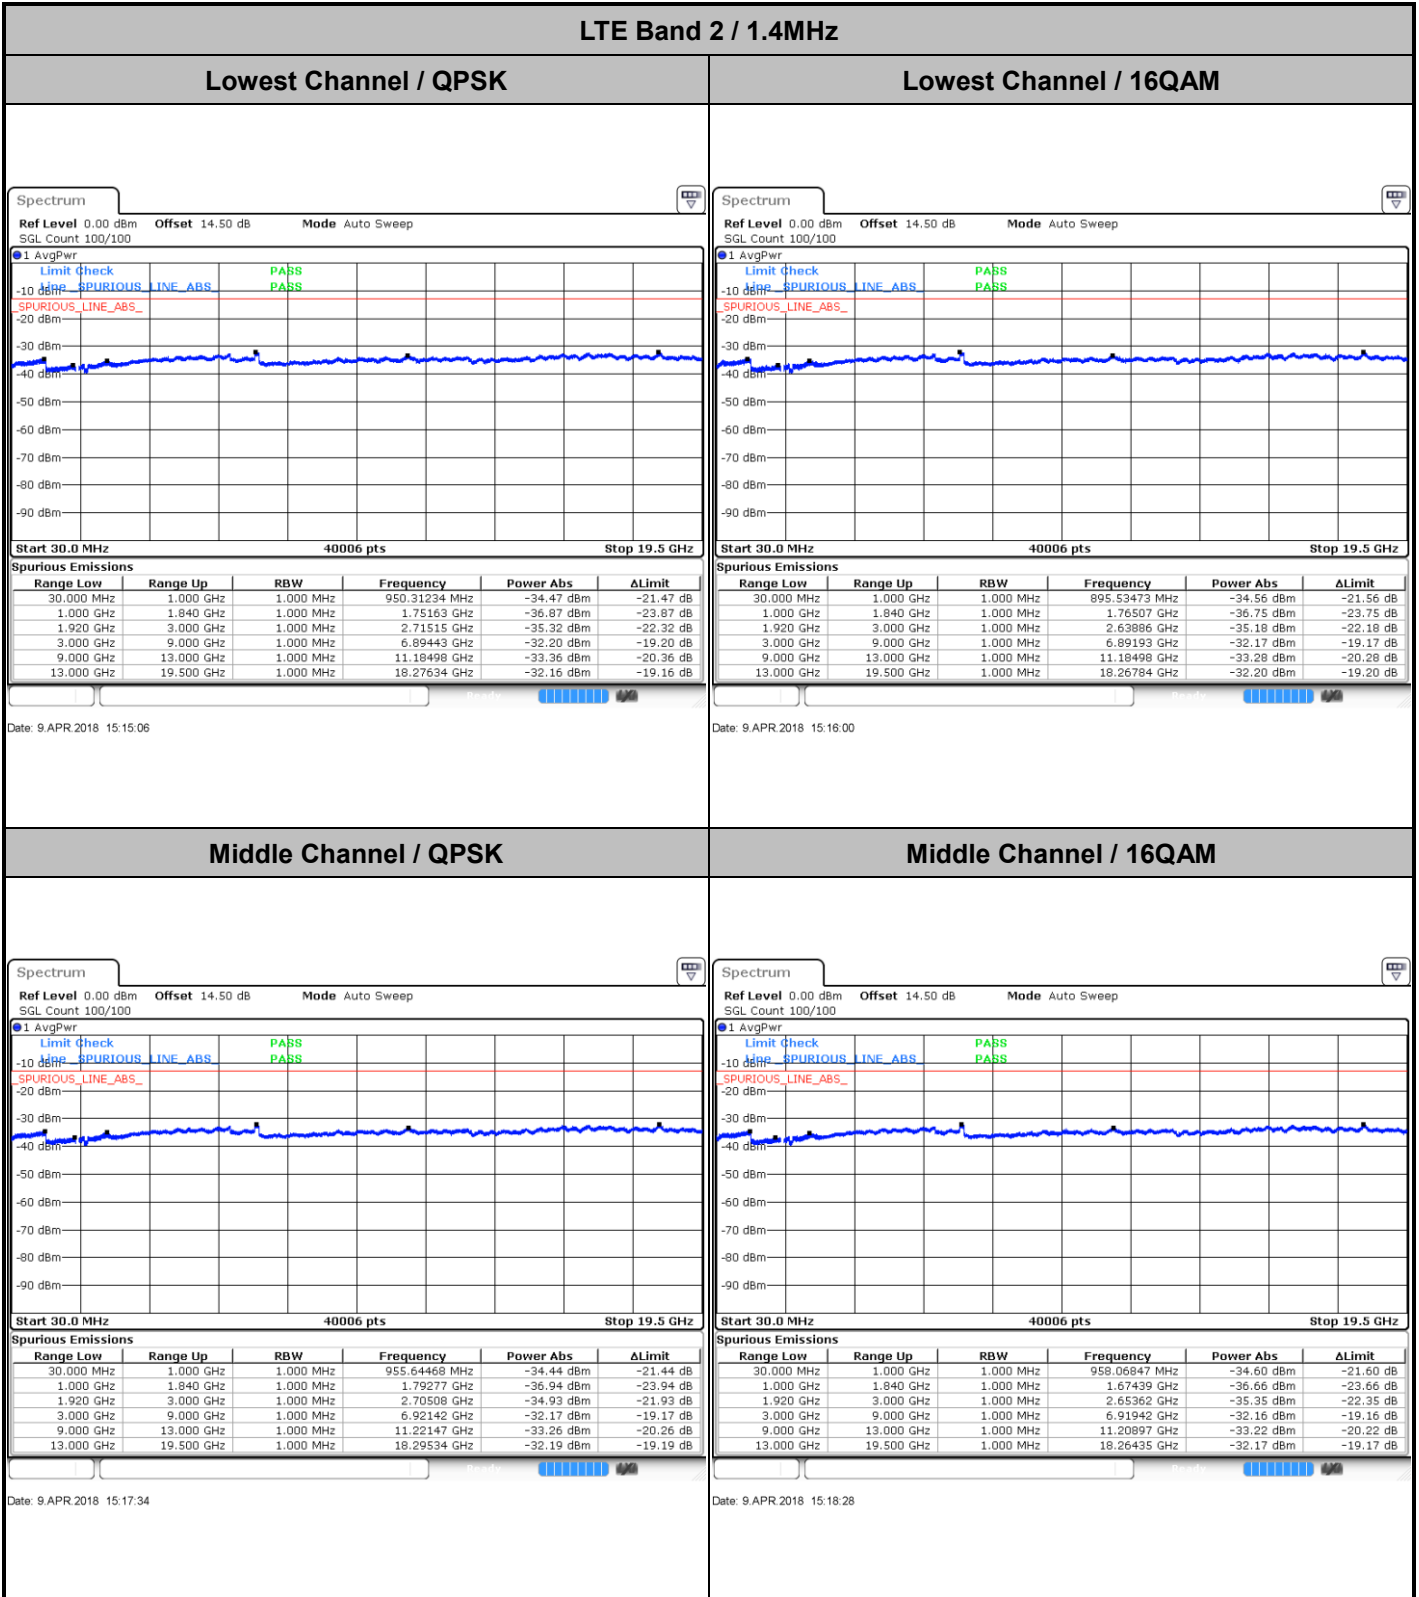 LTE Band 2 / 1.4MHz
Lowest Channel / QPSK
Lowest Channel / 16QAM
Spectrum
Ref Level 0.00 dBm Offset 14.50 dB Mode Auto Sweep
SGL Count 100/100
1 AvgPwr
Limit Check PASS
Line _SPURIOUS_LINE_ABS_ PASS
-10 dBm
_SPURIOUS_LINE_ABS_
-20 dBm
-30 dBm
-40 dBm
-50 dBm
-60 dBm
-70 dBm
-80 dBm
-90 dBm
Start 30.0 MHz 40006 pts Stop 19.5 GHz
Spurious Emissions
Range Low Range Up RBW Frequency Power Abs ΔLimit
30.000 MHz 1.000 GHz 1.000 MHz 950.31234 MHz -34.47 dBm -21.47 dB
1.000 GHz 1.840 GHz 1.000 MHz 1.75163 GHz -36.87 dBm -23.87 dB
1.920 GHz 3.000 GHz 1.000 MHz 2.71515 GHz -35.32 dBm -22.32 dB
3.000 GHz 9.000 GHz 1.000 MHz 6.89443 GHz -32.20 dBm -19.20 dB
9.000 GHz 13.000 GHz 1.000 MHz 11.18498 GHz -33.36 dBm -20.36 dB
13.000 GHz 19.500 GHz 1.000 MHz 18.27634 GHz -32.16 dBm -19.16 dB
Ready
Date: 9.APR.2018 15:15:06
Spectrum
Ref Level 0.00 dBm Offset 14.50 dB Mode Auto Sweep
SGL Count 100/100
1 AvgPwr
Limit Check PASS
Line _SPURIOUS_LINE_ABS_ PASS
-10 dBm
_SPURIOUS_LINE_ABS_
-20 dBm
-30 dBm
-40 dBm
-50 dBm
-60 dBm
-70 dBm
-80 dBm
-90 dBm
Start 30.0 MHz 40006 pts Stop 19.5 GHz
Spurious Emissions
Range Low Range Up RBW Frequency Power Abs ΔLimit
30.000 MHz 1.000 GHz 1.000 MHz 895.53473 MHz -34.56 dBm -21.56 dB
1.000 GHz 1.840 GHz 1.000 MHz 1.76507 GHz -36.75 dBm -23.75 dB
1.920 GHz 3.000 GHz 1.000 MHz 2.63886 GHz -35.18 dBm -22.18 dB
3.000 GHz 9.000 GHz 1.000 MHz 6.89193 GHz -32.17 dBm -19.17 dB
9.000 GHz 13.000 GHz 1.000 MHz 11.18498 GHz -33.28 dBm -20.28 dB
13.000 GHz 19.500 GHz 1.000 MHz 18.26784 GHz -32.20 dBm -19.20 dB
Ready
Date: 9.APR.2018 15:16:00
Middle Channel / QPSK
Middle Channel / 16QAM
Spectrum
Ref Level 0.00 dBm Offset 14.50 dB Mode Auto Sweep
SGL Count 100/100
1 AvgPwr
Limit Check PASS
Line _SPURIOUS_LINE_ABS_ PASS
-10 dBm
_SPURIOUS_LINE_ABS_
-20 dBm
-30 dBm
-40 dBm
-50 dBm
-60 dBm
-70 dBm
-80 dBm
-90 dBm
Start 30.0 MHz 40006 pts Stop 19.5 GHz
Spurious Emissions
Range Low Range Up RBW Frequency Power Abs ΔLimit
30.000 MHz 1.000 GHz 1.000 MHz 955.64468 MHz -34.44 dBm -21.44 dB
1.000 GHz 1.840 GHz 1.000 MHz 1.79277 GHz -36.94 dBm -23.94 dB
1.920 GHz 3.000 GHz 1.000 MHz 2.70508 GHz -34.93 dBm -21.93 dB
3.000 GHz 9.000 GHz 1.000 MHz 6.92142 GHz -32.17 dBm -19.17 dB
9.000 GHz 13.000 GHz 1.000 MHz 11.22147 GHz -33.26 dBm -20.26 dB
13.000 GHz 19.500 GHz 1.000 MHz 18.29534 GHz -32.19 dBm -19.19 dB
Ready
Date: 9.APR.2018 15:17:34
Spectrum
Ref Level 0.00 dBm Offset 14.50 dB Mode Auto Sweep
SGL Count 100/100
1 AvgPwr
Limit Check PASS
Line _SPURIOUS_LINE_ABS_ PASS
-10 dBm
_SPURIOUS_LINE_ABS_
-20 dBm
-30 dBm
-40 dBm
-50 dBm
-60 dBm
-70 dBm
-80 dBm
-90 dBm
Start 30.0 MHz 40006 pts Stop 19.5 GHz
Spurious Emissions
Range Low Range Up RBW Frequency Power Abs ΔLimit
30.000 MHz 1.000 GHz 1.000 MHz 958.06847 MHz -34.60 dBm -21.60 dB
1.000 GHz 1.840 GHz 1.000 MHz 1.67439 GHz -36.66 dBm -23.66 dB
1.920 GHz 3.000 GHz 1.000 MHz 2.65362 GHz -35.35 dBm -22.35 dB
3.000 GHz 9.000 GHz 1.000 MHz 6.91942 GHz -32.16 dBm -19.16 dB
9.000 GHz 13.000 GHz 1.000 MHz 11.20897 GHz -33.22 dBm -20.22 dB
13.000 GHz 19.500 GHz 1.000 MHz 18.26435 GHz -32.17 dBm -19.17 dB
Ready
Date: 9.APR.2018 15:18:28